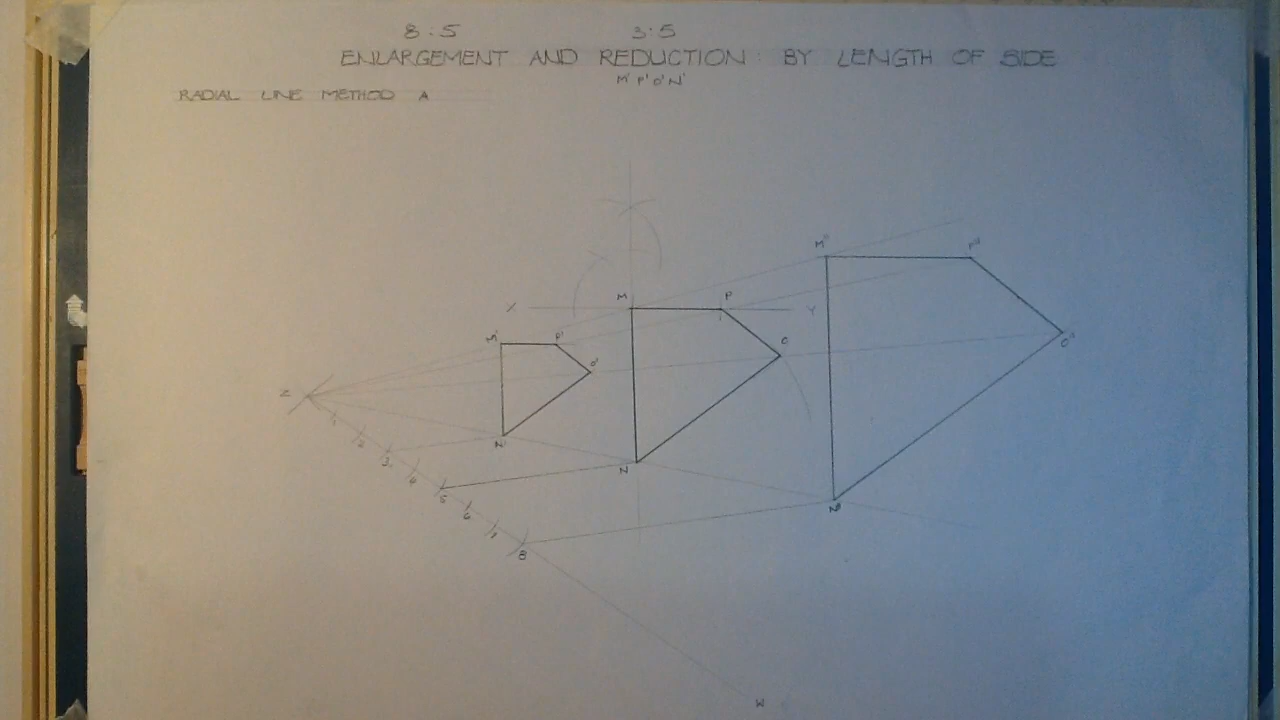 8:5 3:5
ENLARGEMENT AND REDUCTION: BY LENGTH OF SIDE
M' P' O' N'
RADIAL LINE METHOD A
M" P"
M P
X Y
M' P'
O" 
O
O'
Z
1
2
N'
3
4
N
5
6
N"
7
8
W